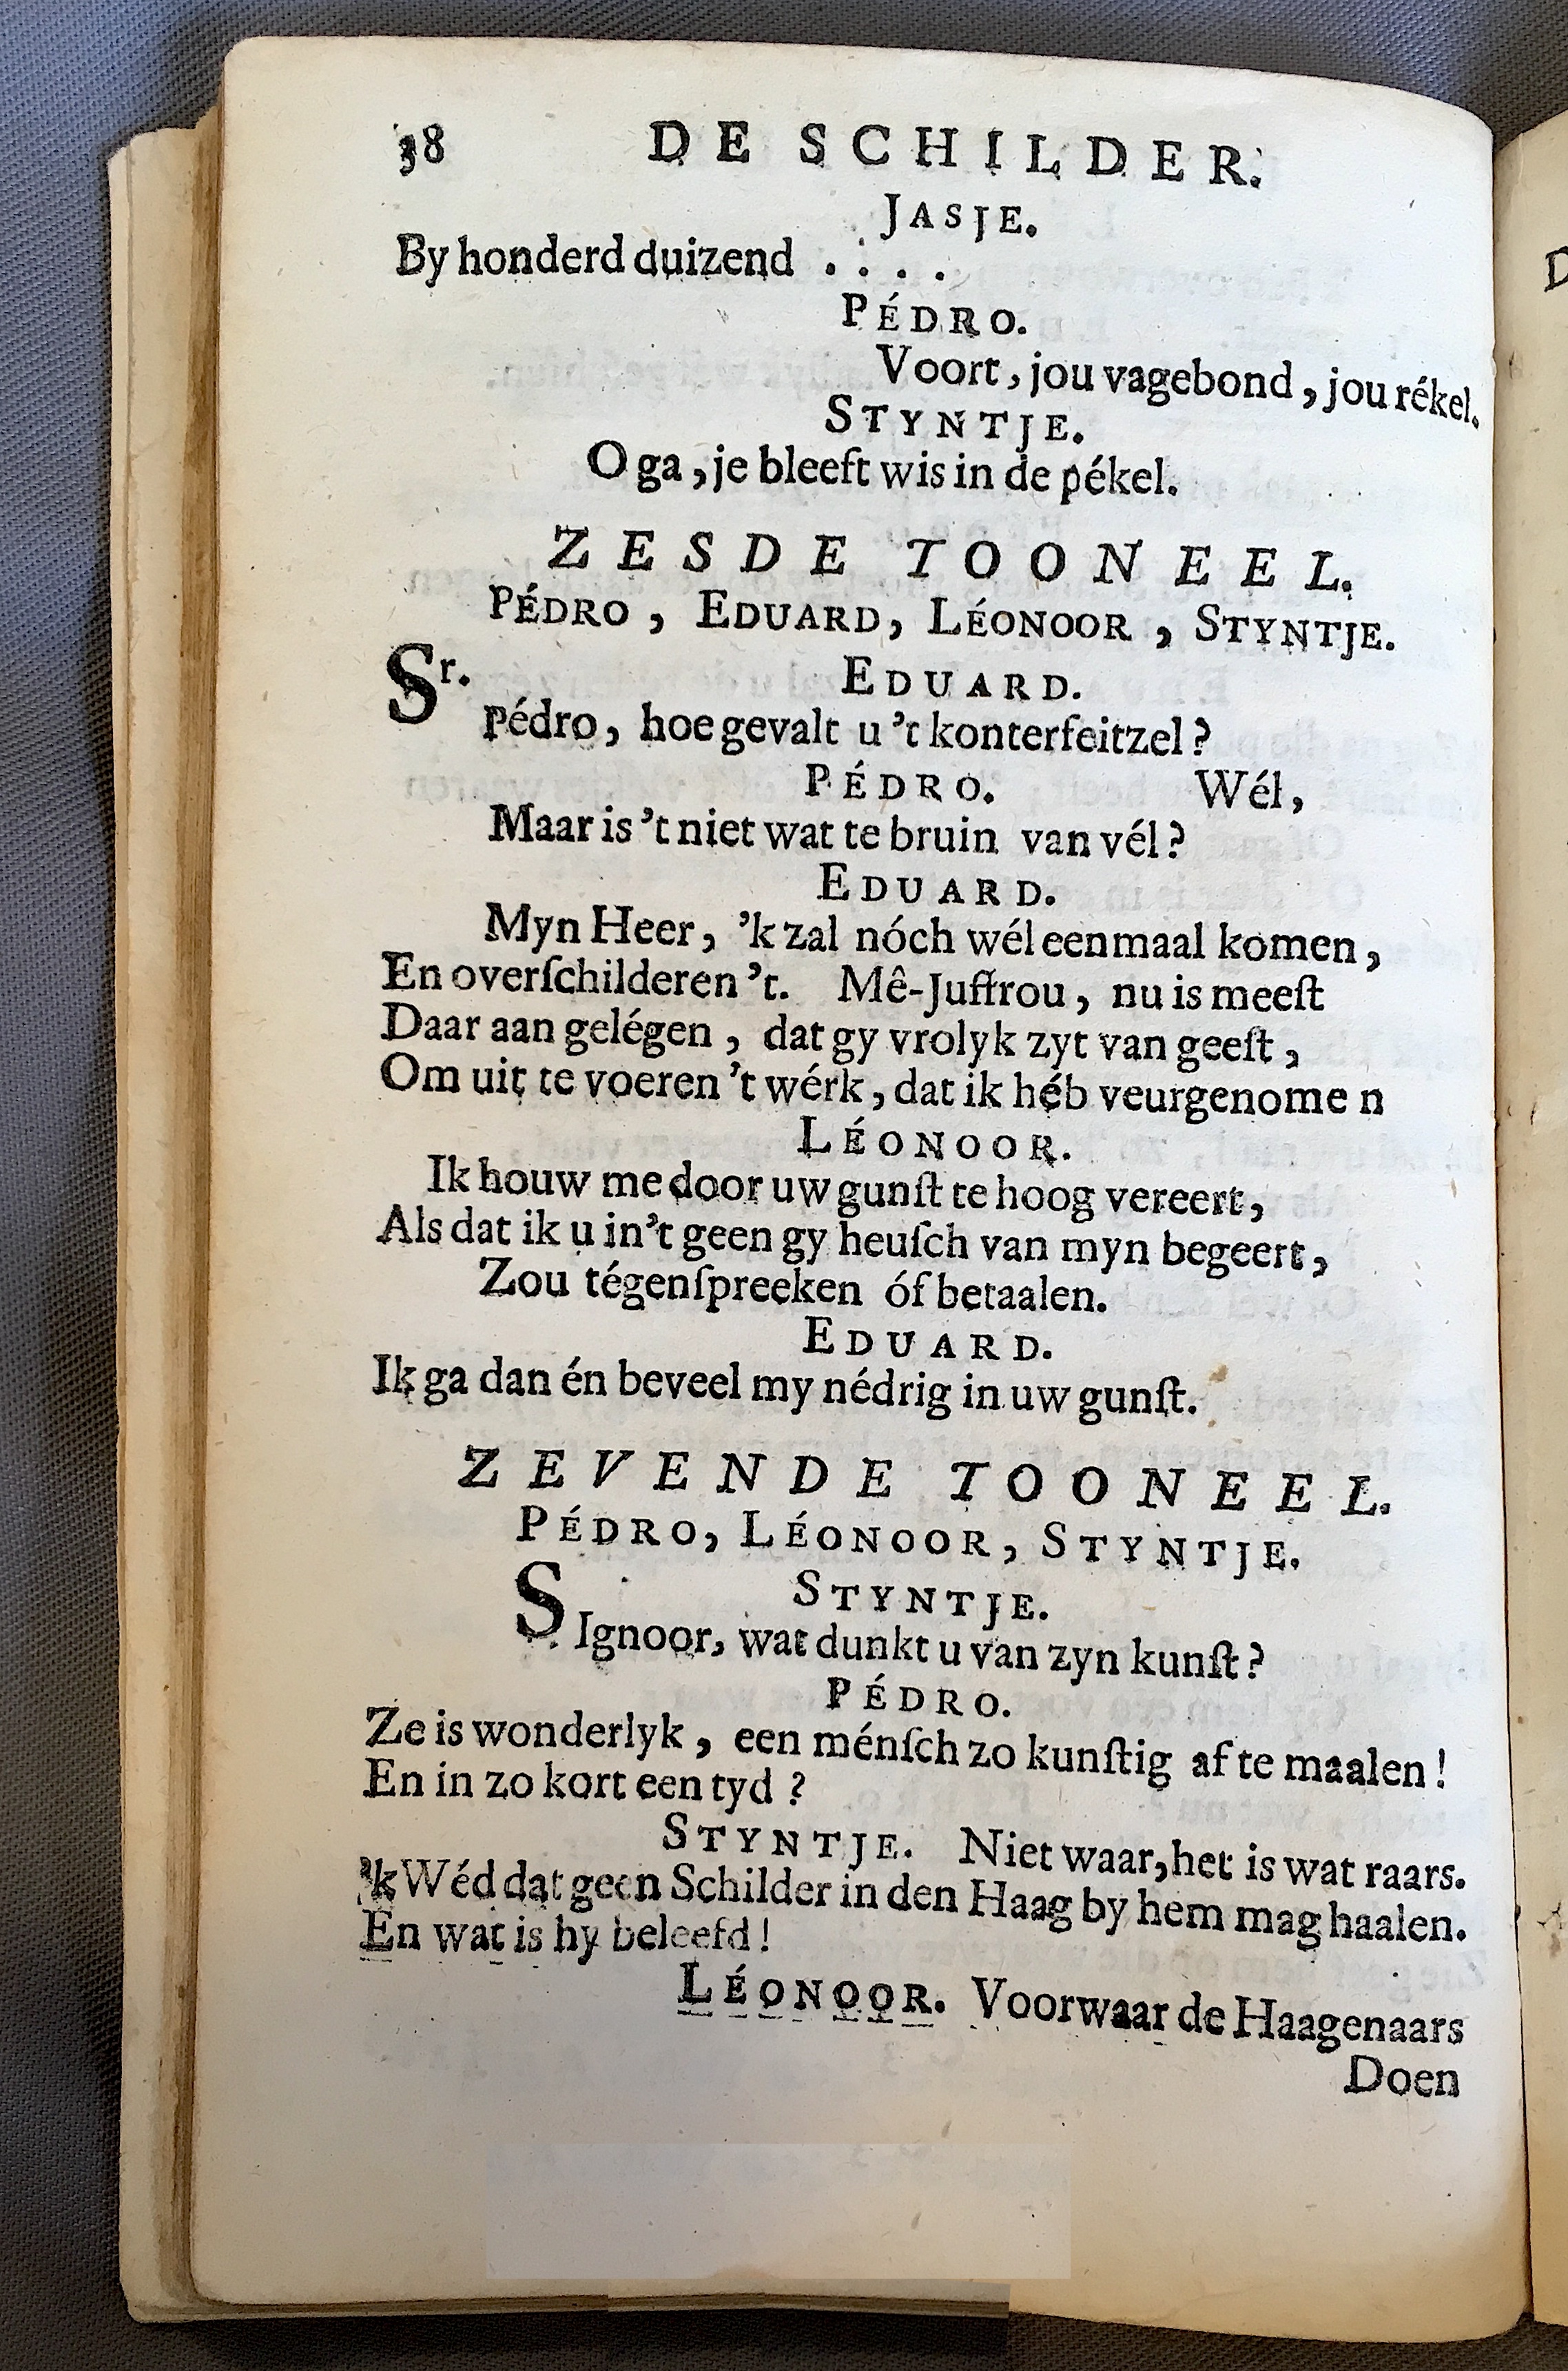 38 DE SCHILDER.
JASJE.
By honderd duizend . . . .
PÉDRO.
Voort, jou vagebond, jou rékel.
STYNTJE.
O ga, je bleeft wis in de pékel.
ZESDE TOONEEL.
PÉDRO, EDUARD, LÉONOOR, STYNTJE.
EDUARD.
Sr. Pédro, hoe gevalt u 't konterfeitzel?
PÉDRO. Wél,
Maar is 't niet wat te bruin van vél?
EDUARD.
Myn Heer, 'k zal nóch wél eenmaal komen,
En overſchilderen 't. Mê-Juffrou, nu is meeſt
Daar aan gelégen, dat gy vrolyk zyt van geeſt,
Om uit te voeren 't wérk, dat ik héb veurgenome n
LÉONOOR.
Ik houw me door uw gunſt te hoog vereert,
Als dat ik u in 't geen gy heuſch van myn begeert,
Zou tégenſpreeken óf betaalen.
EDUARD.
Ik ga dan én beveel my nédrig in uw gunſt.
ZEVENDE TOONEEL.
PÉDRO, LÉONOOR, STYNTJE.
STYNTJE.
SIgnoor, wat dunkt u van zyn kunſt?
PÉDRO.
Ze is wonderlyk, een ménſch zo kunſtig af te maalen!
En in zo kort een tyd?
STYNTJE. Niet waar, het is wat raars.
'k Wéd dat geen Schilder in den Haag by hem mag haalen.
En wat is hy beleefd!
LÉONOOR. Voorwaar de Haagenaars
Doen